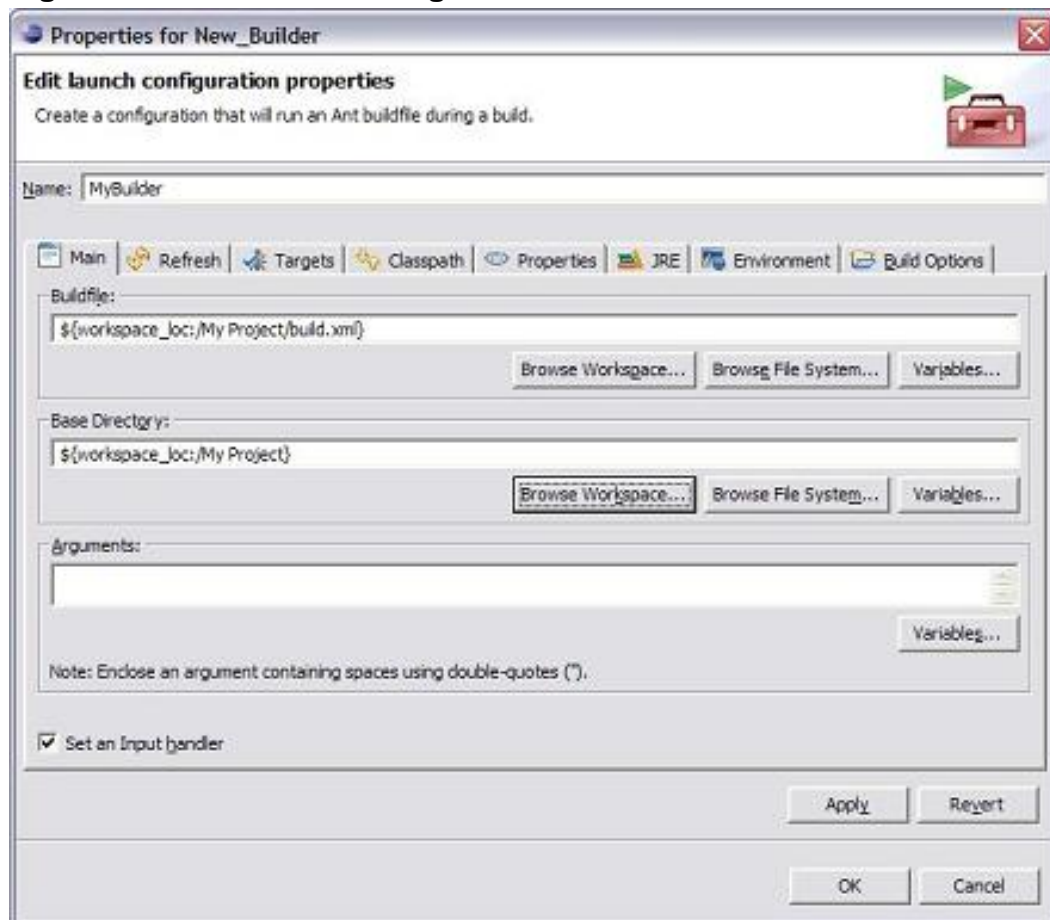 Properties for New_Builder
Edit launch configuration properties
Create a configuration that will run an Ant buildfile during a build.
Name: MyBuilder
Main Refresh Targets Classpath Properties JRE Environment Build Options
Buildfile:
${workspace_loc:/My Project/build.xml}
Browse Workspace... Browse File System... Variables...
Base Directory:
${workspace_loc:/My Project}
Browse Workspace... Browse File System... Variables...
Arguments:
Variables...
Note: Enclose an argument containing spaces using double-quotes (").
Set an Input handler
Apply Revert
OK Cancel